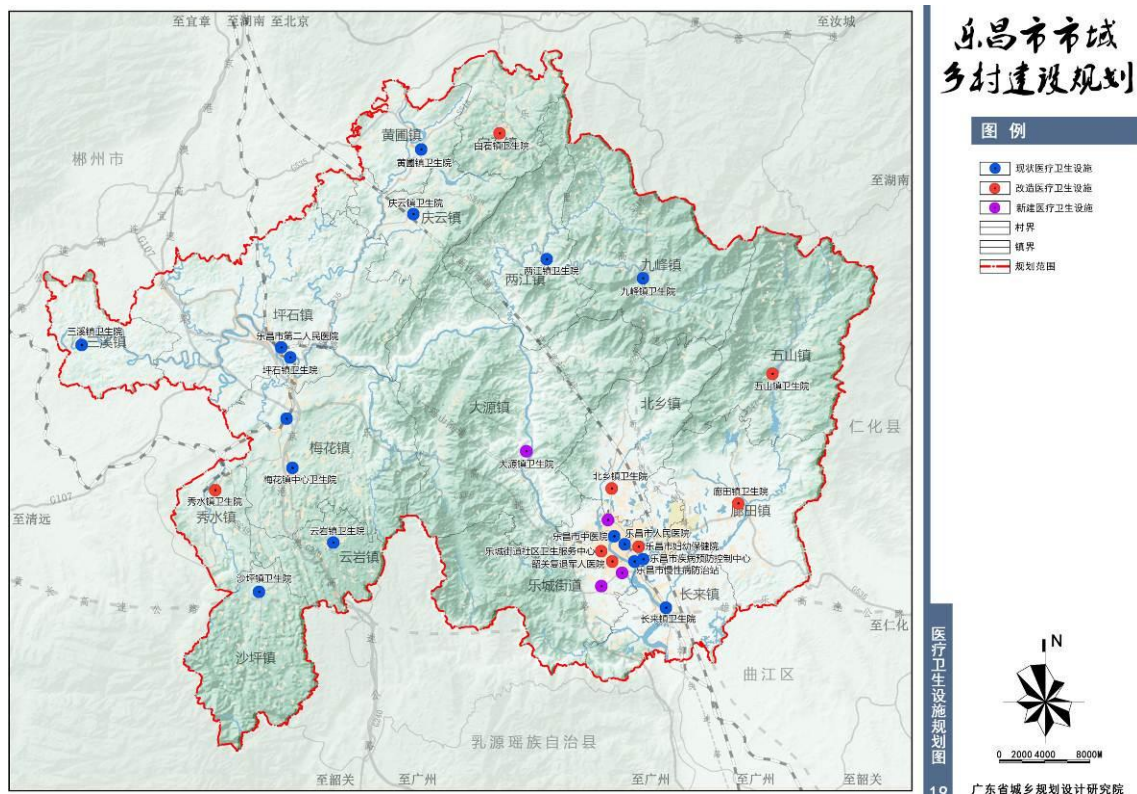 至宜章
至湖南
至北京
至汝城
郴州市
G107
G535
黄圃镇
黄圃镇卫生院
白石镇卫生院
庆云镇卫生院
庆云镇
至湖南
两江镇卫生院
两江镇
九峰镇
九峰镇卫生院
坪石镇
乐昌市第二人民医院
坪石镇卫生院
三溪镇卫生院
三溪镇
五山镇
五山镇卫生院
大源镇
北乡镇
仁化县
梅花镇
梅花镇中心卫生院
大源镇卫生院
北乡镇卫生院
G107
至清远
秀水镇卫生院
秀水镇
廊田镇卫生院
廊田镇
云岩镇卫生院
云岩镇
乐昌市中医院
乐昌市人民医院
乐城街道社区卫生服务中心
乐昌市妇幼保健院
韶关复退军人医院
乐昌市疾病预防控制中心
乐昌市慢性病防治站
乐城街道
沙坪镇卫生院
沙坪镇
长来镇
长来镇卫生院
至仁化
曲江区
乳源瑶族自治县
至韶关
至广州
至广州
至广州
至韶关
乐昌市市域
乡村建设规划
图例
现状医疗卫生设施
改造医疗卫生设施
新建医疗卫生设施
村界
镇界
规划范围
医疗卫生设施规划图
N
0 2000 4000 8000M
广东省城乡规划设计研究院